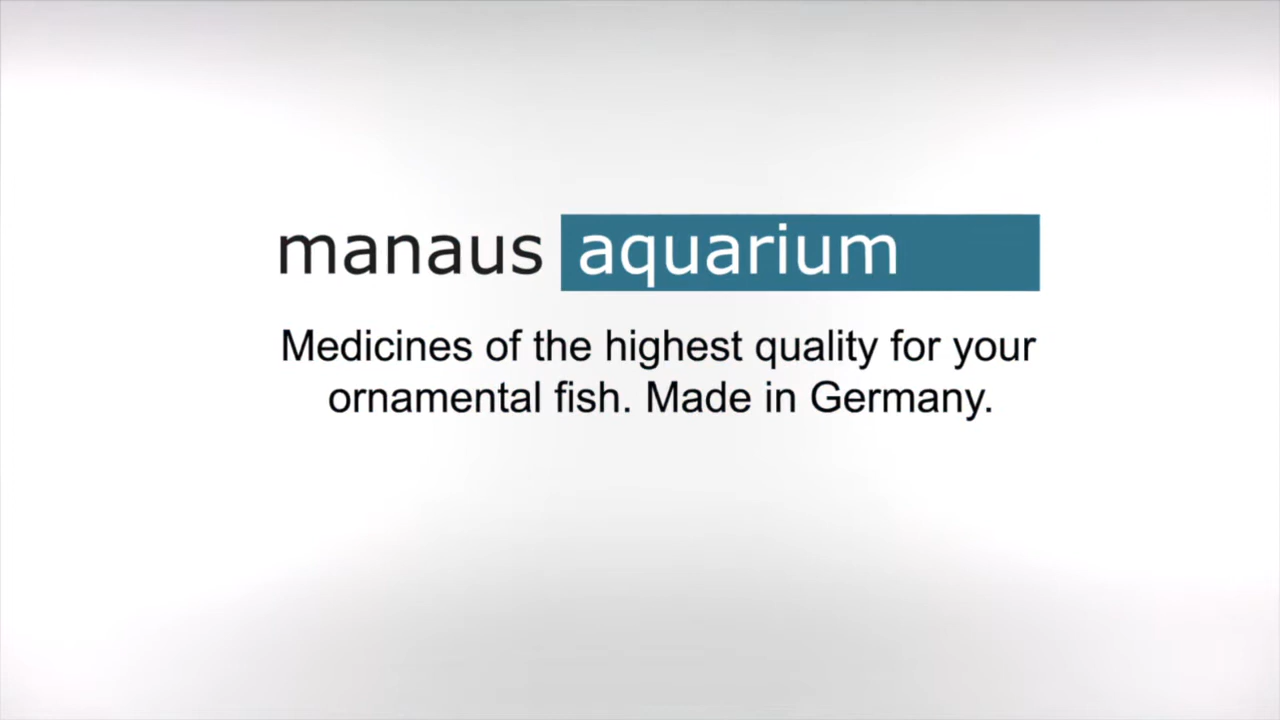 manaus aquarium
Medicines of the highest quality for your
ornamental fish. Made in Germany.